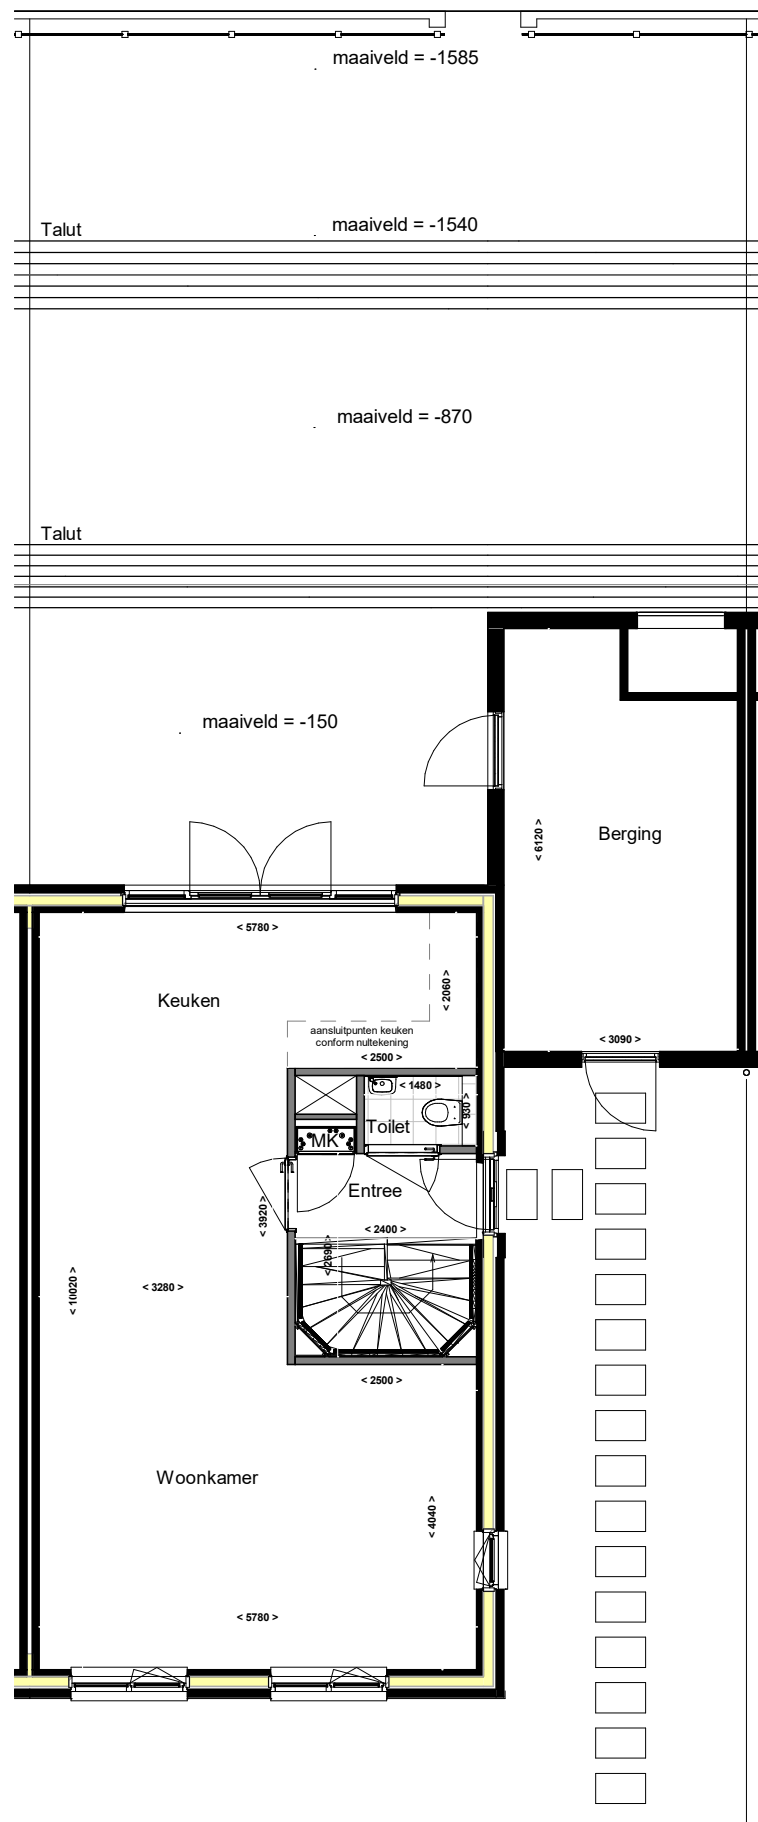 maaiveld = -1585
Talut
maaiveld = -1540
maaiveld = -870
Talut
maaiveld = -150
Berging
< 6120 >
< 5780 >
Keuken
< 2060 >
aansluitpunten keuken
conform nultekening
< 2500 >
< 3090 >
< 1480 >
< 930 >
Toilet
MK
Entree
< 3920 >
< 2400 >
< 2690 >
< 10020 >
< 3280 >
< 2500 >
Woonkamer
< 4040 >
< 5780 >